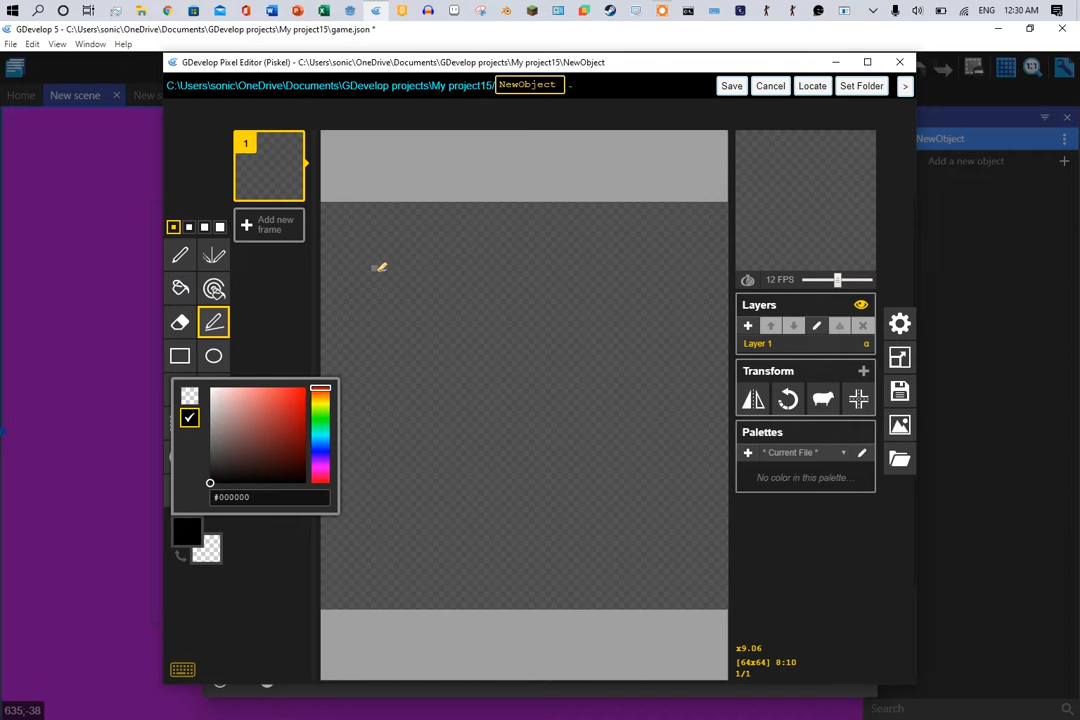 ENG 12:30 AM
GDevelop 5 - C:\Users\sonic\OneDrive\Documents\GDevelop projects\My project15\game.json *
File Edit View Window Help
GDevelop Pixel Editor (Piskel) - C:\Users\sonic\OneDrive\Documents\GDevelop projects\My project15/NewObject
C:\Users\sonic\OneDrive\Documents\GDevelop projects\My project15/ NewObject -
Save Cancel Locate Set Folder >
Home New scene × New s
NewObject
Add a new object +
1
Add new
frame
12 FPS
Layers
Layer 1 α
Transform
Palettes
* Current File *
No color in this palette...
#000000
x9.06
[64x64] 8:10
1/1
635;-38
Search